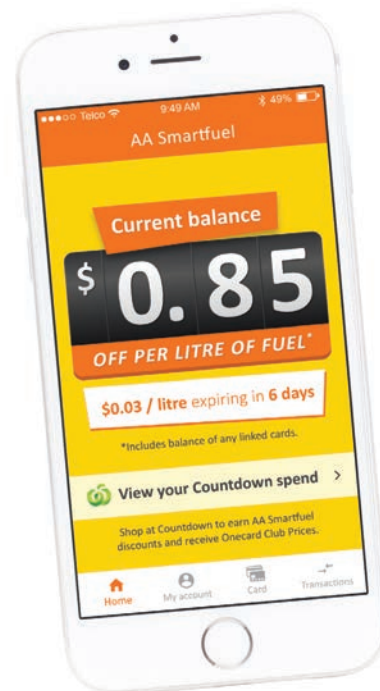 Telco 9:49 AM 49%
AA Smartfuel
Current balance
$ 0.85
OFF PER LITRE OF FUEL*
$0.03 / litre expiring in 6 days
*Includes balance of any linked cards.
View your Countdown spend >
Shop at Countdown to earn AA Smartfuel
discounts and receive Onecard Club Prices.
Home My account Card Transactions